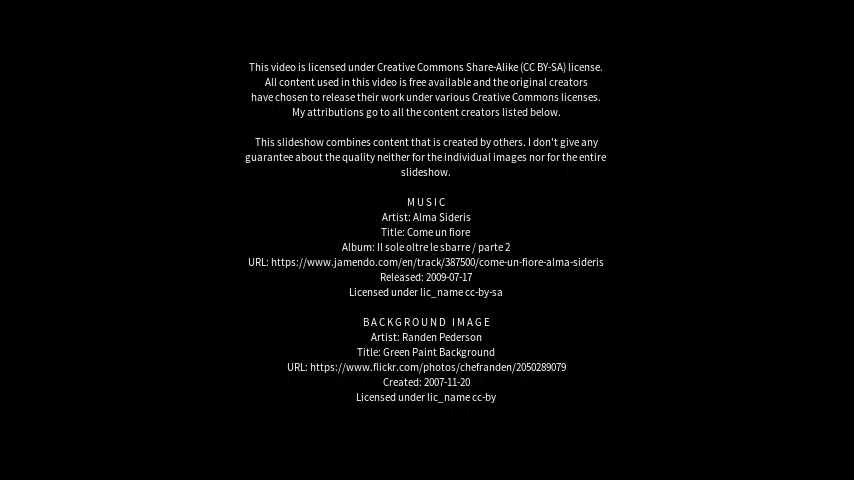 This video is licensed under Creative Commons Share-Alike (CC BY-SA) license.
All content used in this video is free available and the original creators
have chosen to release their work under various Creative Commons licenses.
My attributions go to all the content creators listed below.
This slideshow combines content that is created by others. I don't give any
guarantee about the quality neither for the individual images nor for the entire
slideshow.
MUSIC
Artist: Alma Sideris
Title: Come un fiore
Album: Il sole oltre le sbarre / parte 2
URL: https://www.jamendo.com/en/track/387500/come-un-fiore-alma-sideris
Released: 2009-07-17
Licensed under lic_name cc-by-sa
BACKGROUND IMAGE
Artist: Randen Pederson
Title: Green Paint Background
URL: https://www.flickr.com/photos/chefranden/2050289079
Created: 2007-11-20
Licensed under lic_name cc-by